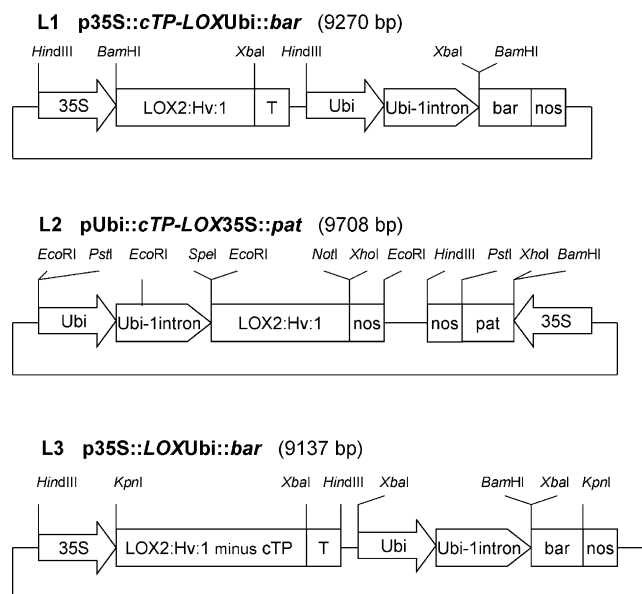 L1 p35S::cTP-LOXUbi::bar (9270 bp)
HindIII BamHI XbaI HindIII XbaI BamHI
35S LOX2:Hv:1 T Ubi Ubi-1intron bar nos
L2 pUbi::cTP-LOX35S::pat (9708 bp)
EcoRI PstI EcoRI SpeI EcoRI NotI XhoI EcoRI HindIII PstI XhoI BamHI
Ubi Ubi-1intron LOX2:Hv:1 nos nos pat 35S
L3 p35S::LOXUbi::bar (9137 bp)
HindIII KpnI XbaI HindIII XbaI BamHI XbaI KpnI
35S LOX2:Hv:1 minus cTP T Ubi Ubi-1intron bar nos